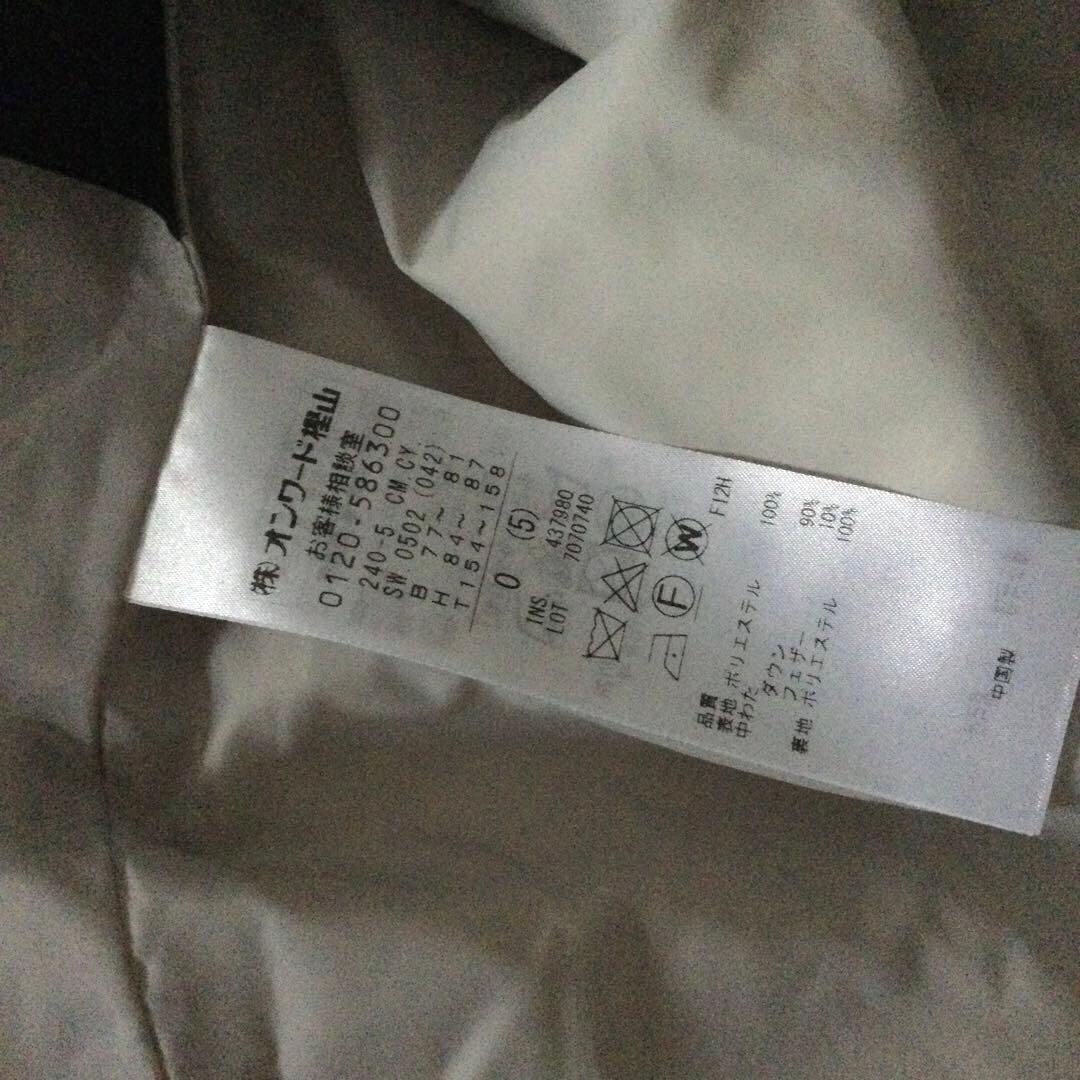 (株)オンワード樫山
お客様相談室
0120-586300
240-5 CM CY.
SW 0502 (042)
B 77～ 81
H 84～ 87
T 154～158
0 (5)
INS. 437980
LOT 7070740
W
F
F12H
品質
表地 ポリエステル 100%
中わた
ダウン 90%
フェザー 10%
裏地 ポリエステル 100%
中国製